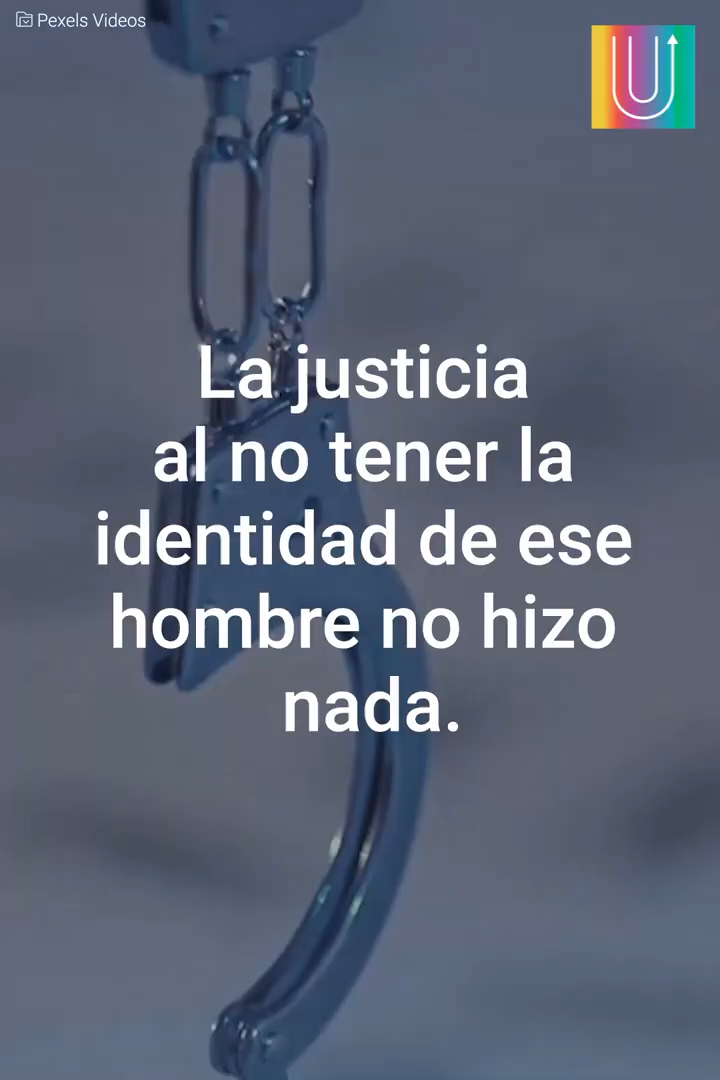 Pexels Videos
U
La justicia
al no tener la
identidad de ese
hombre no hizo
nada.